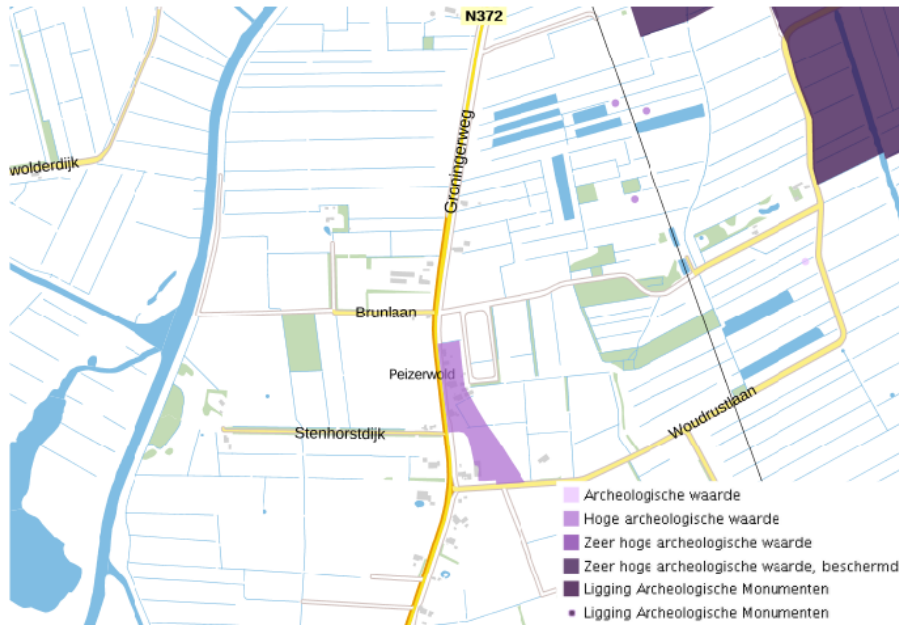 N372
Groningerweg
wolderdijk
Brunlaan
Peizerwold
Stenhorstdijk
Woudrustlaan
Archeologische waarde
Hoge archeologische waarde
Zeer hoge archeologische waarde
Zeer hoge archeologische waarde, beschermd
Ligging Archeologische Monumenten
Ligging Archeologische Monumenten